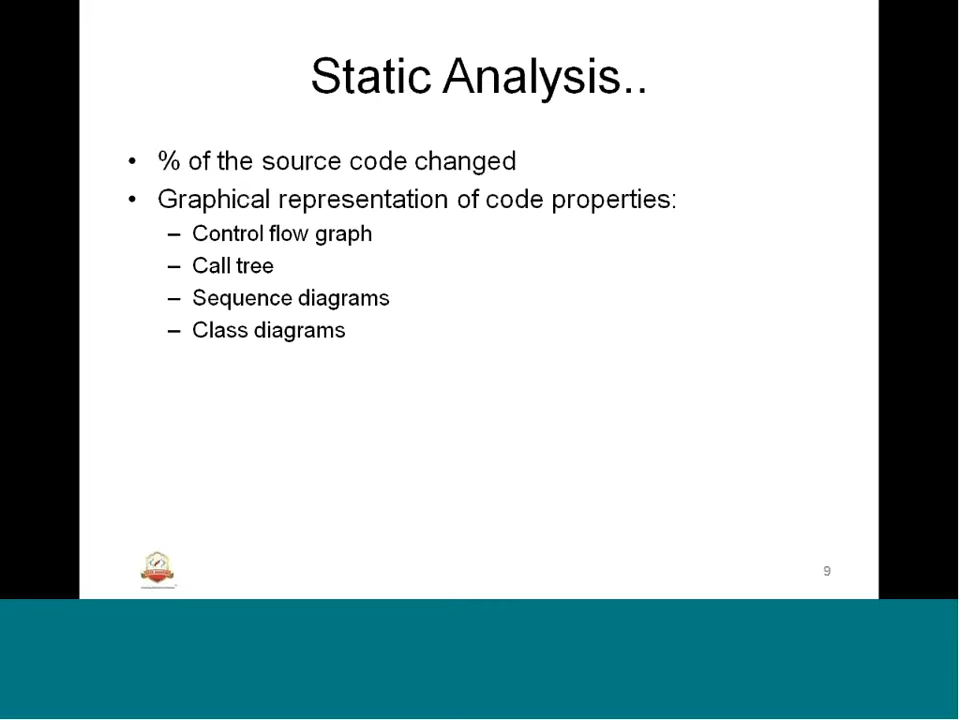 Static Analysis..
• % of the source code changed
• Graphical representation of code properties:
– Control flow graph
– Call tree
– Sequence diagrams
– Class diagrams
9